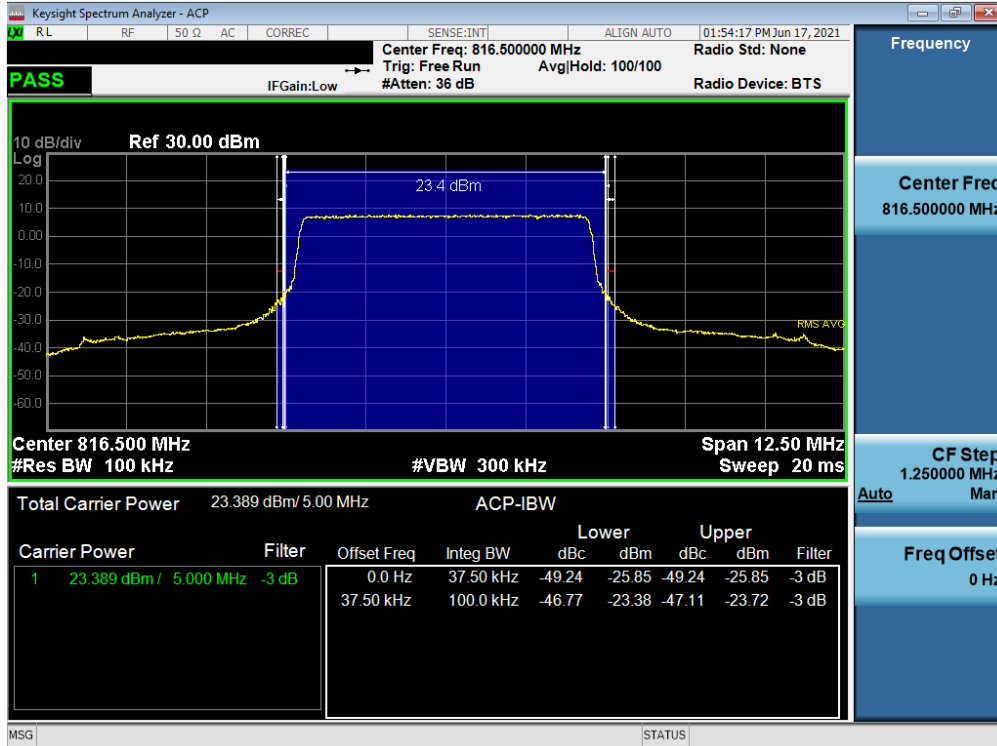 Keysight Spectrum Analyzer - ACP
LXI RL RF 50 Ω AC CORREC SENSE:INT ALIGN AUTO 01:54:17 PM Jun 17, 2021
Center Freq: 816.500000 MHz Radio Std: None
Trig: Free Run Avg|Hold: 100/100
PASS IFGain:Low #Atten: 36 dB Radio Device: BTS
Frequency
10 dB/div Ref 30.00 dBm
Log
20.0
10.0
0.00
-10.0
-20.0
-30.0
-40.0
-50.0
-60.0
23.4 dBm
RMS AVG
Center 816.500 MHz Span 12.50 MHz
#Res BW 100 kHz #VBW 300 kHz Sweep 20 ms
Center Freq
816.500000 MHz
CF Step
1.250000 MHz
Auto Man
Freq Offset
0 Hz
Total Carrier Power 23.389 dBm/ 5.00 MHz ACP-IBW
Lower Upper
Carrier Power Filter Offset Freq Integ BW dBc dBm dBc dBm Filter
1 23.389 dBm / 5.000 MHz -3 dB 0.0 Hz 37.50 kHz -49.24 -25.85 -49.24 -25.85 -3 dB
37.50 kHz 100.0 kHz -46.77 -23.38 -47.11 -23.72 -3 dB
MSG STATUS